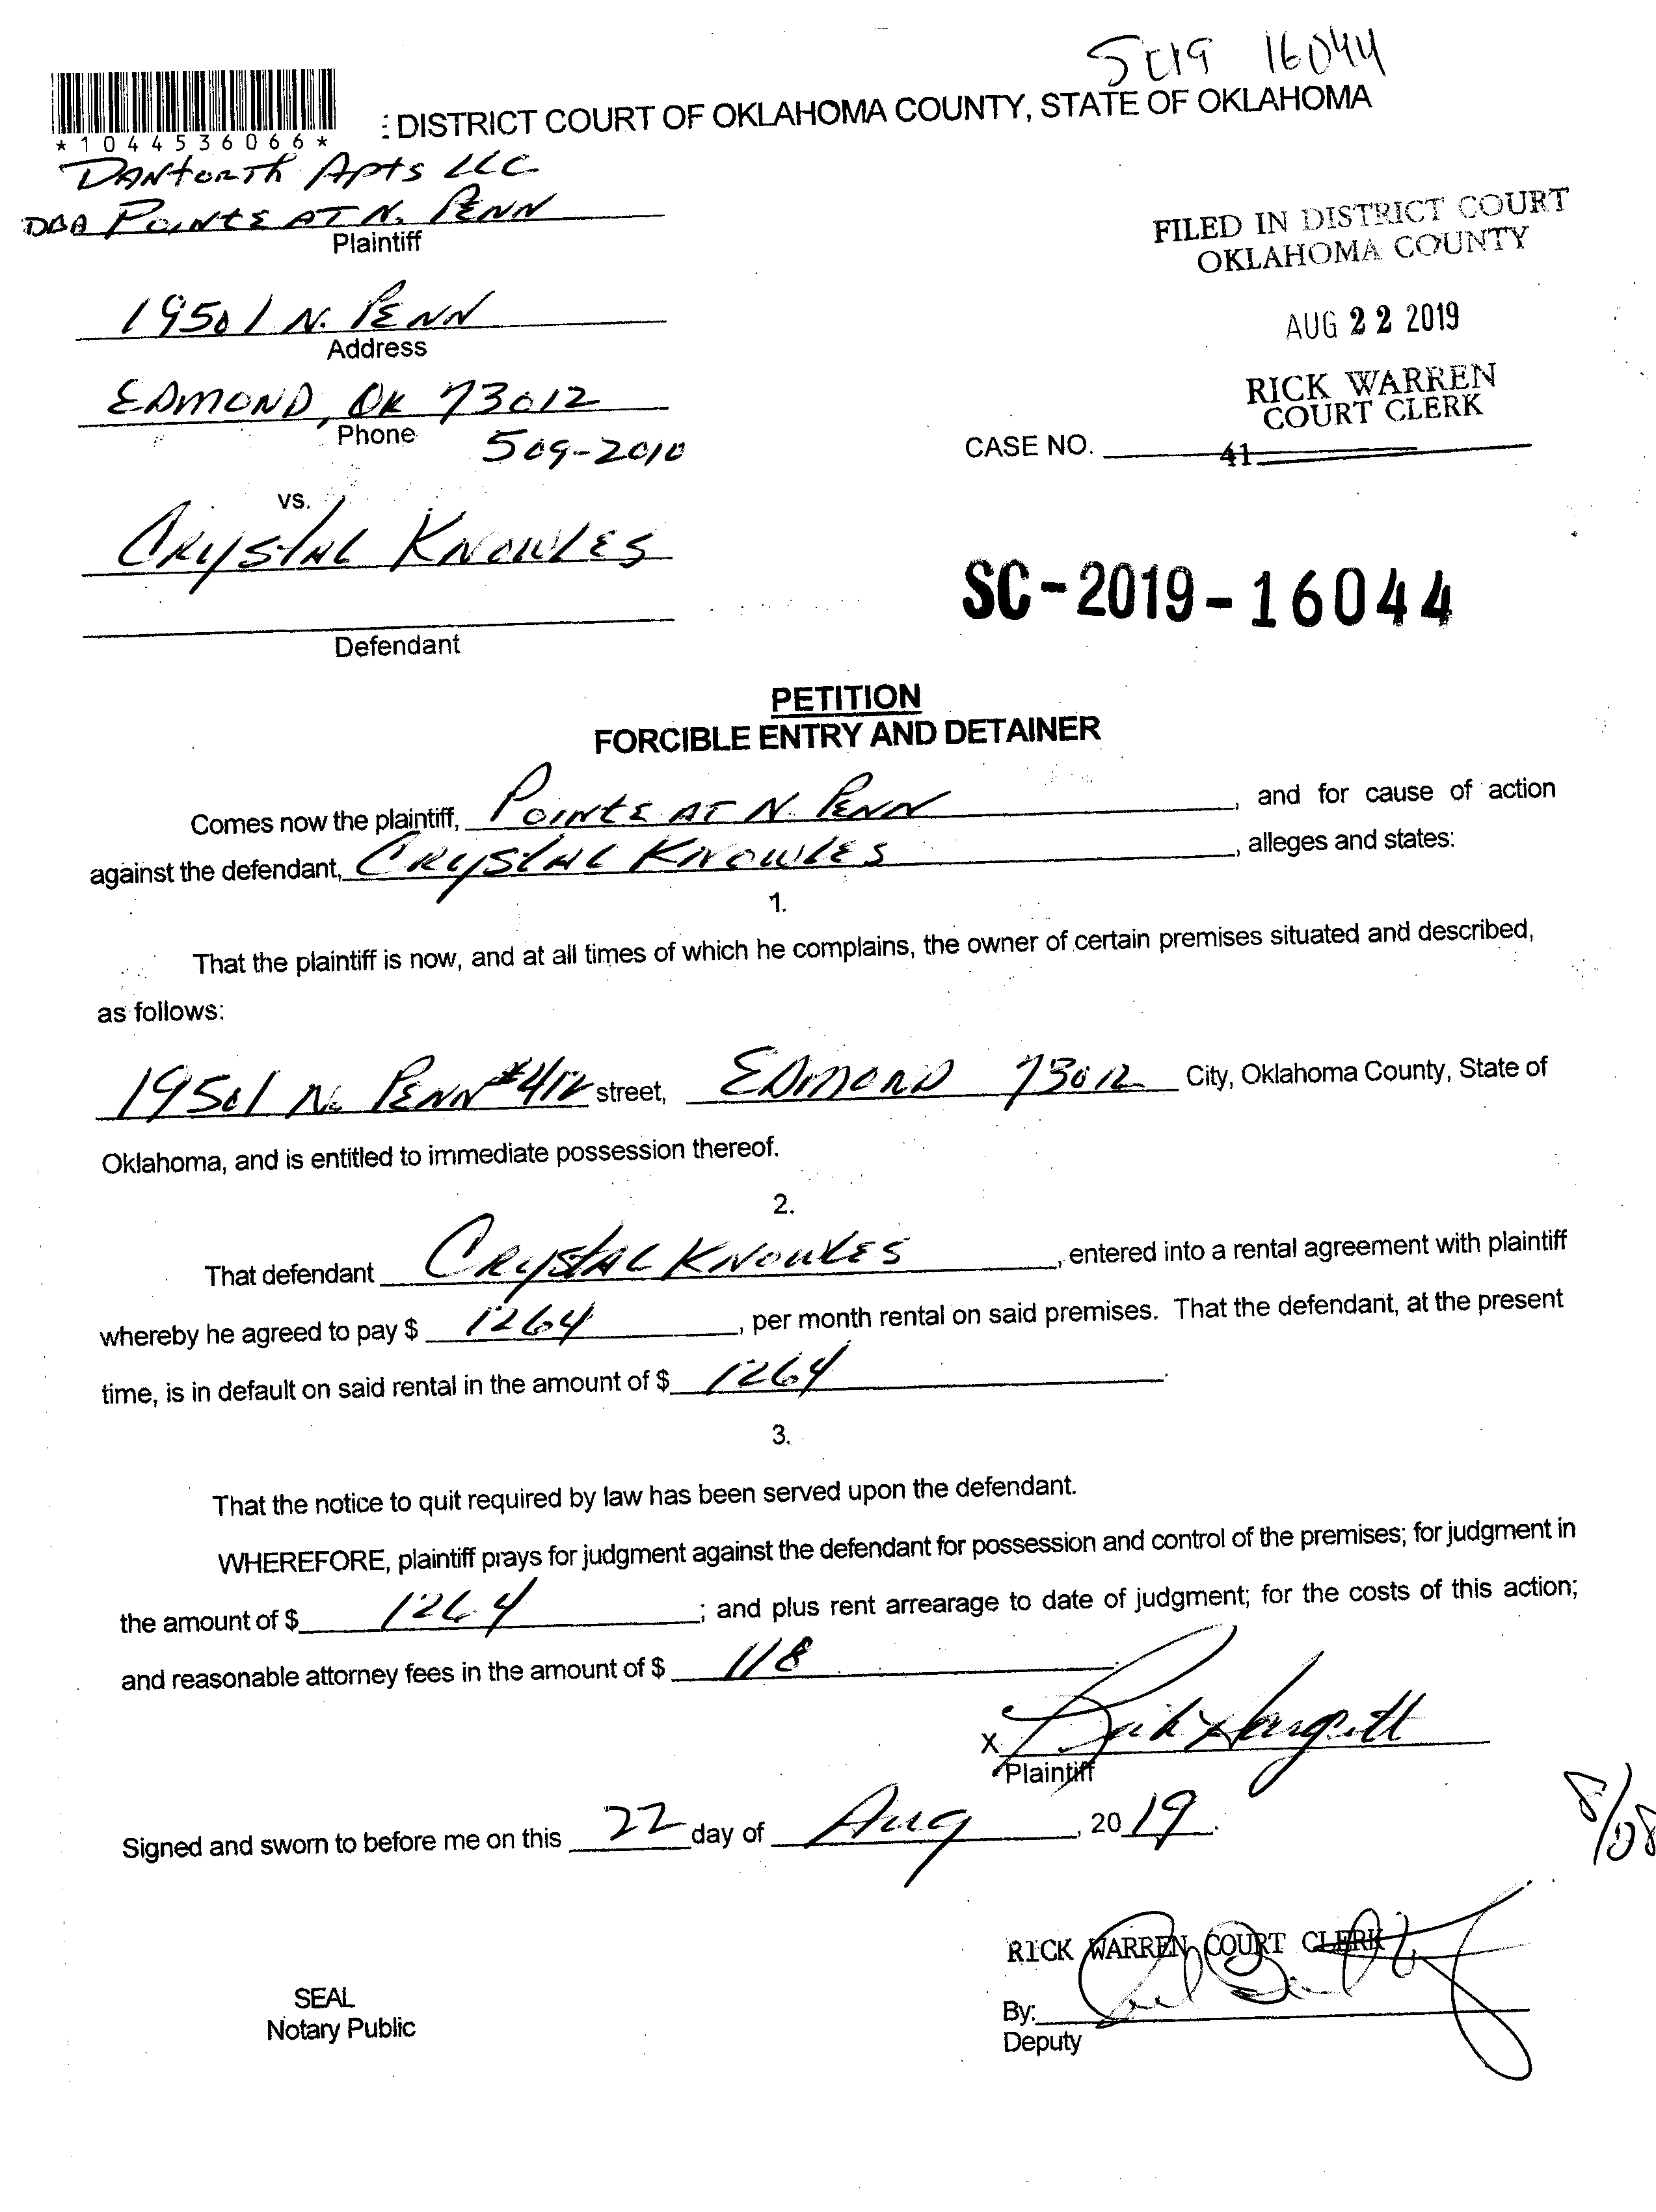 SC19 16044
*1044536066*
: DISTRICT COURT OF OKLAHOMA COUNTY, STATE OF OKLAHOMA
DANforth Apts LLC
DBA POINTE AT N. PENN
Plaintiff
FILED IN DISTRICT COURT
OKLAHOMA COUNTY
19501 N. PENN
Address
AUG 22 2019
RICK WARREN
COURT CLERK
EDMOND, OK 73012
Phone
509-2010
CASE NO. 41
vs.
CRYSTAL KNOWLES
SC-2019-16044
Defendant
PETITION
FORCIBLE ENTRY AND DETAINER
Comes now the plaintiff, POINTE AT N. PENN, and for cause of action
against the defendant, CRYSTAL KNOWLES, alleges and states:
1.
That the plaintiff is now, and at all times of which he complains, the owner of certain premises situated and described,
as follows:
19501 N. PENN #412 street, EDMOND 73012 City, Oklahoma County, State of
Oklahoma, and is entitled to immediate possession thereof.
2.
That defendant CRYSTAL KNOWLES, entered into a rental agreement with plaintiff
whereby he agreed to pay $ 1264, per month rental on said premises. That the defendant, at the present
time, is in default on said rental in the amount of $ 1264.
3.
That the notice to quit required by law has been served upon the defendant.
WHEREFORE, plaintiff prays for judgment against the defendant for possession and control of the premises; for judgment in
the amount of $ 1264; and plus rent arrearage to date of judgment; for the costs of this action;
and reasonable attorney fees in the amount of $ 118.
X
Plaintiff
Signed and sworn to before me on this 22 day of Aug, 2019.
8/08
RICK WARREN COURT CLERK
SEAL
Notary Public
By:
Deputy